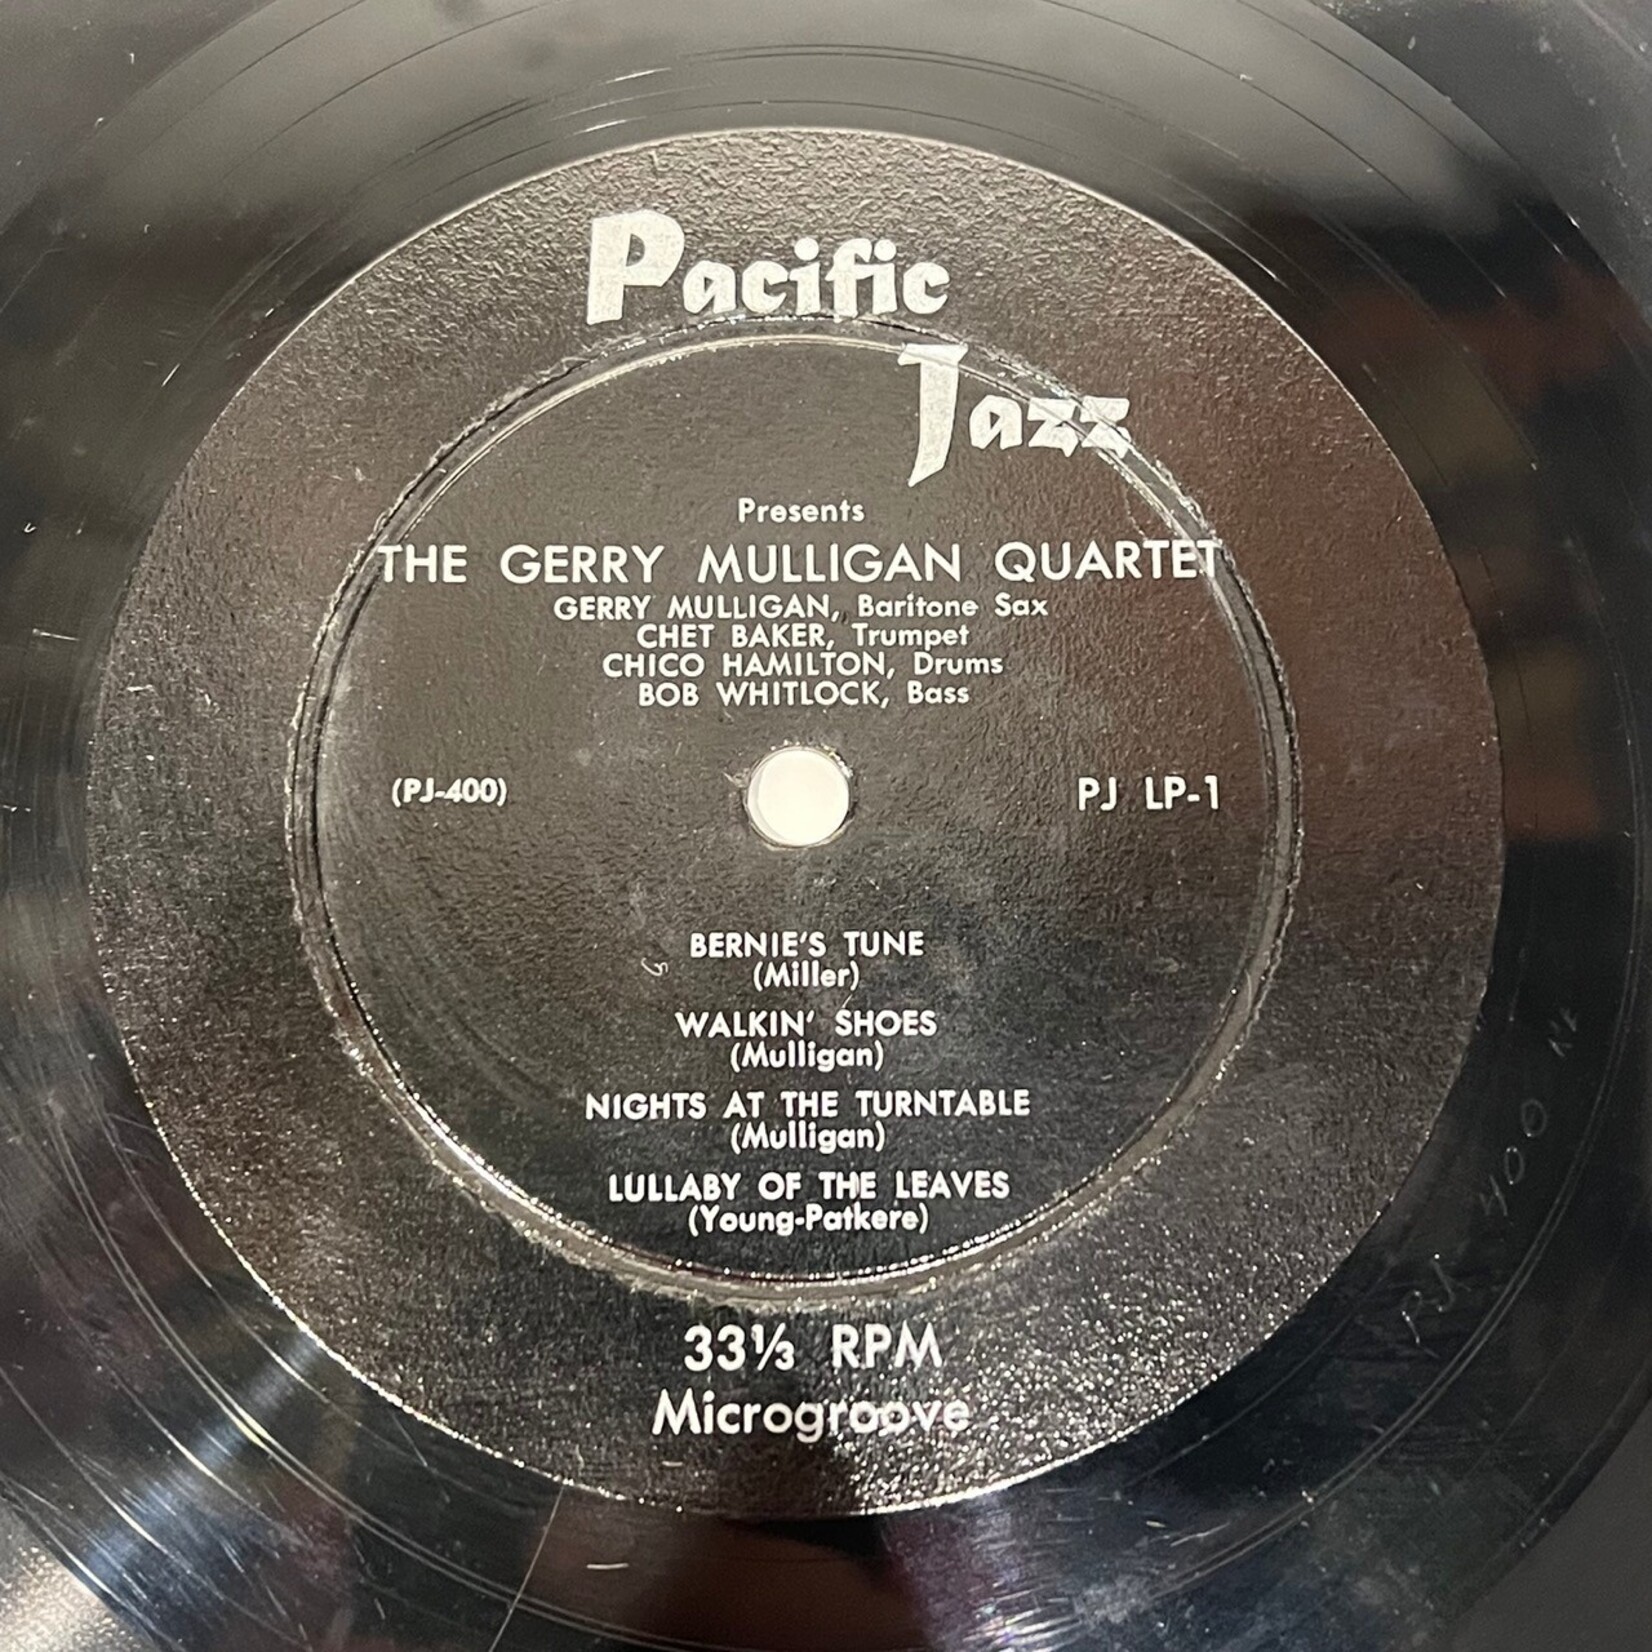 Pacific
Jazz
Presents
THE GERRY MULLIGAN QUARTET
GERRY MULLIGAN, Baritone Sax
CHET BAKER, Trumpet
CHICO HAMILTON, Drums
BOB WHITLOCK, Bass
(PJ-400) PJ LP-1
BERNIE'S TUNE
(Miller)
WALKIN' SHOES
(Mulligan)
NIGHTS AT THE TURNTABLE
(Mulligan)
LULLABY OF THE LEAVES
(Young-Patkere)
33⅓ RPM
Microgroove
PJ 400